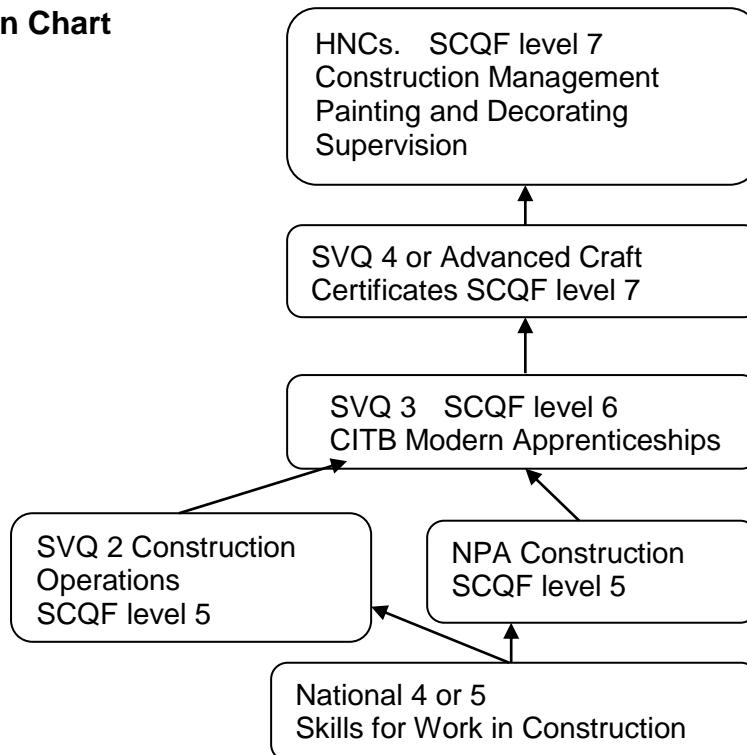 n Chart
HNCs. SCQF level 7
Construction Management
Painting and Decorating
Supervision
SVQ 4 or Advanced Craft
Certificates SCQF level 7
SVQ 3 SCQF level 6
CITB Modern Apprenticeships
SVQ 2 Construction
Operations
SCQF level 5
NPA Construction
SCQF level 5
National 4 or 5
Skills for Work in Construction